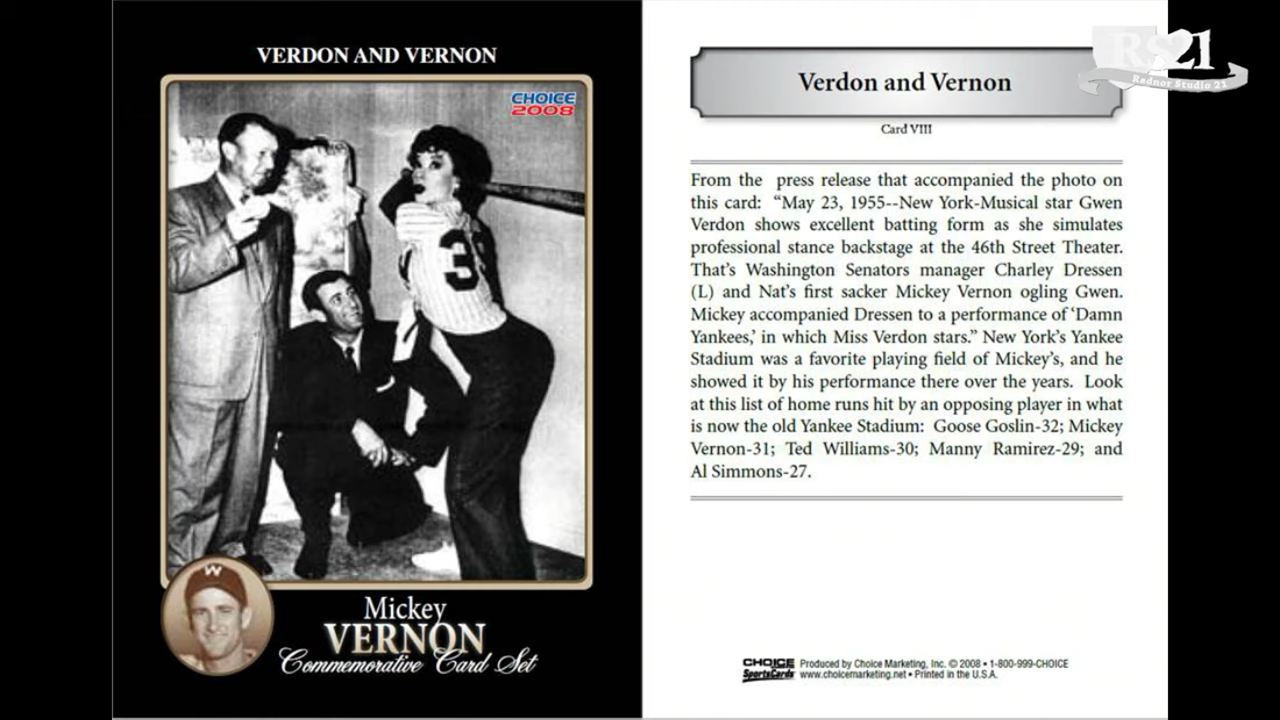 VERDON AND VERNON
CHOICE
2008
3
W
Mickey
VERNON
Commemorative Card Set
RS21
Radnor Studio 21
Verdon and Vernon
Card VIII
From the press release that accompanied the photo on
this card: “May 23, 1955--New York-Musical star Gwen
Verdon shows excellent batting form as she simulates
professional stance backstage at the 46th Street Theater.
That’s Washington Senators manager Charley Dressen
(L) and Nat’s first sacker Mickey Vernon ogling Gwen.
Mickey accompanied Dressen to a performance of ‘Damn
Yankees,’ in which Miss Verdon stars.” New York’s Yankee
Stadium was a favorite playing field of Mickey’s, and he
showed it by his performance there over the years. Look
at this list of home runs hit by an opposing player in what
is now the old Yankee Stadium: Goose Goslin-32; Mickey
Vernon-31; Ted Williams-30; Manny Ramirez-29; and
Al Simmons-27.
CHOICE
SportsCards
Produced by Choice Marketing, Inc. © 2008 • 1-800-999-CHOICE
www.choicemarketing.net • Printed in the U.S.A.